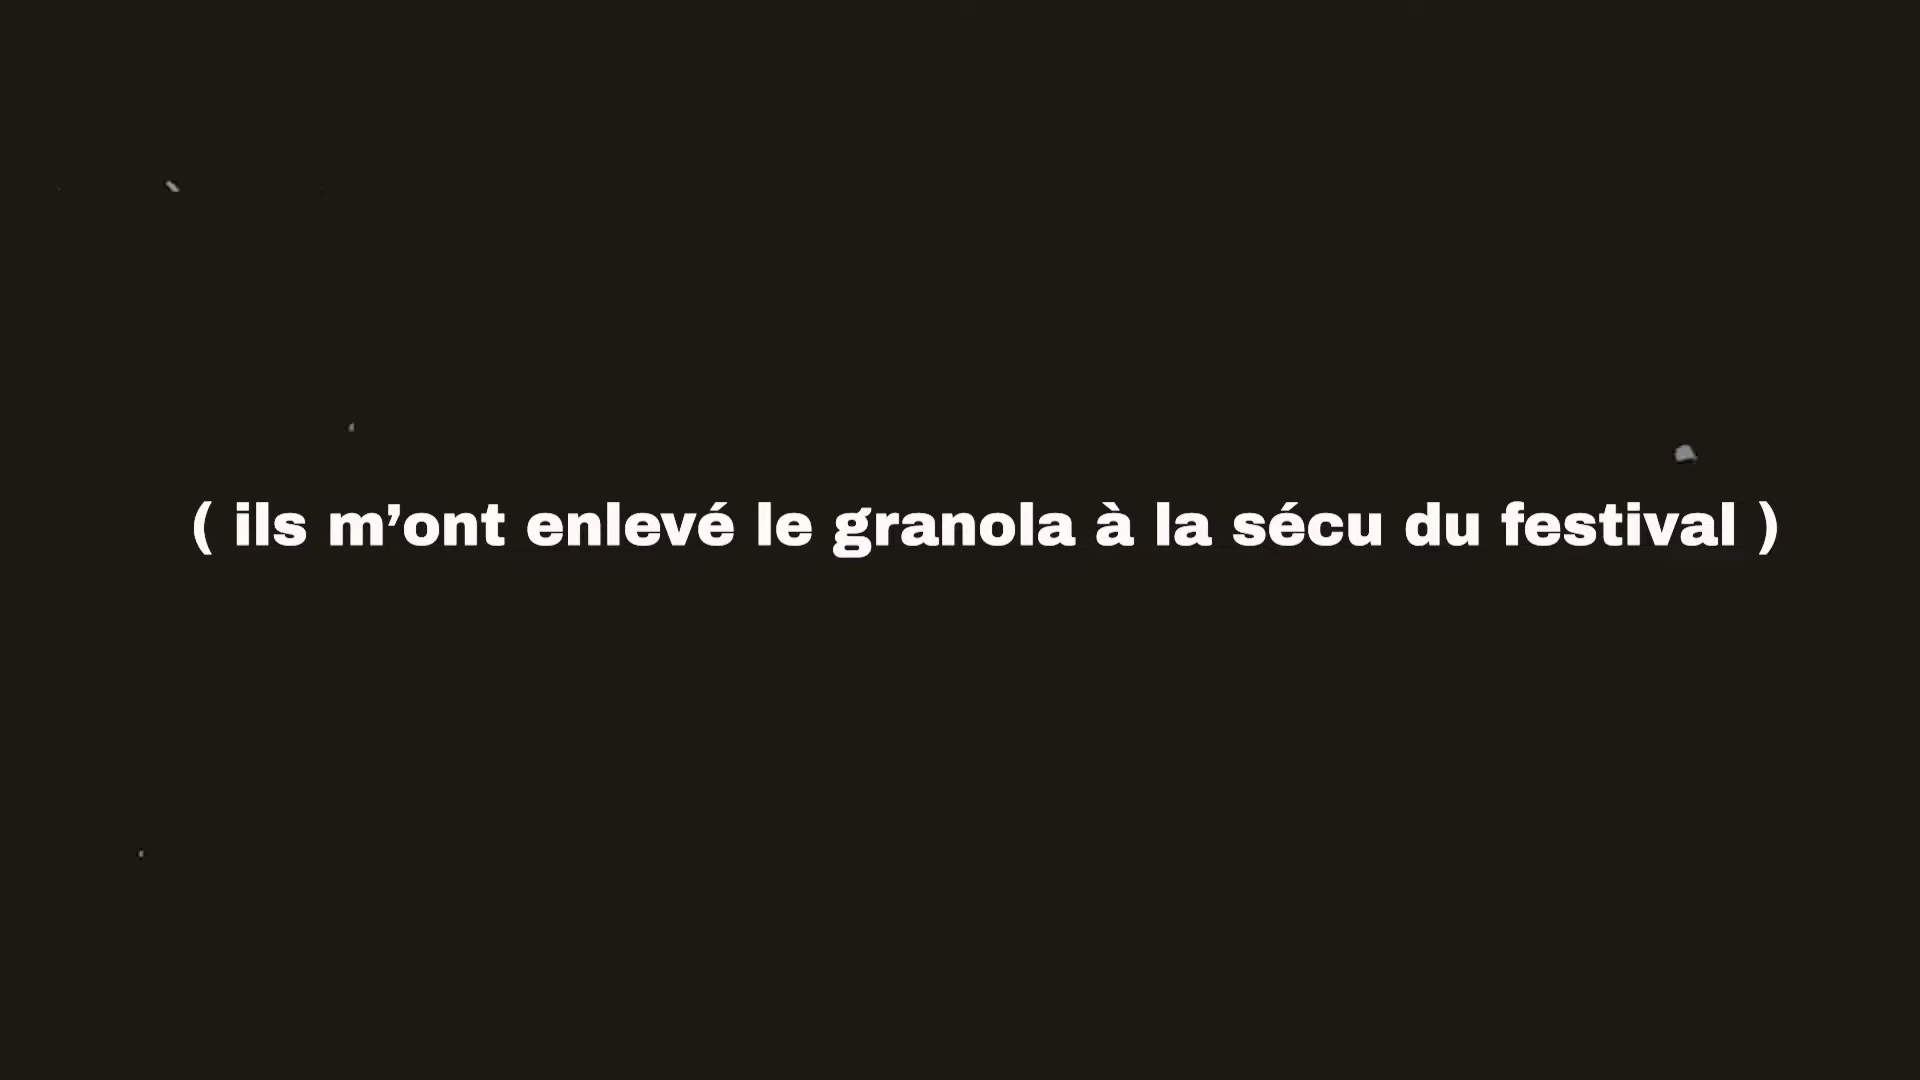 ( ils m’ont enlevé le granola à la sécu du festival )